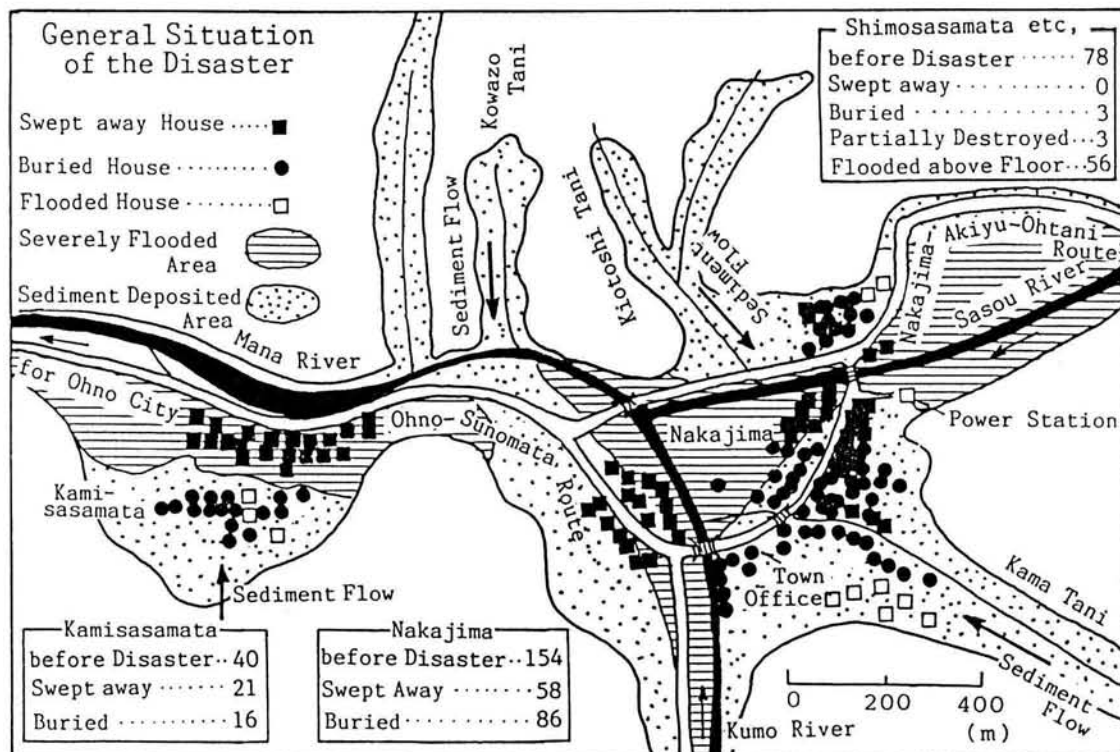 General Situation
of the Disaster
Swept away House ·····■
Buried House ········●
Flooded House ·······□
Severely Flooded
Area
Sediment Deposited
Area
Shimosasamata etc,
before Disaster ······ 78
Swept away ·········· 0
Buried ·············· 3
Partially Destroyed...3
Flooded above Floor..56
Kowazo
Tani
Sediment Flow
Kiotoshi Tani
Sediment
Flow
Akiyu-Ohtani
Route
Nakajima
Sasou River
Mana River
for Ohno City
Ohno-Sunomata
Route
Nakajima
Power Station
Kami-
sasamata
Sediment Flow
Town
Office
Kama Tani
Sediment
Flow
Kumo River
Kamisasamata
before Disaster..40
Swept away ······ 21
Buried ·········· 16
Nakajima
before Disaster..154
Swept Away ····· 58
Buried ········· 86
0 200 400
(m)